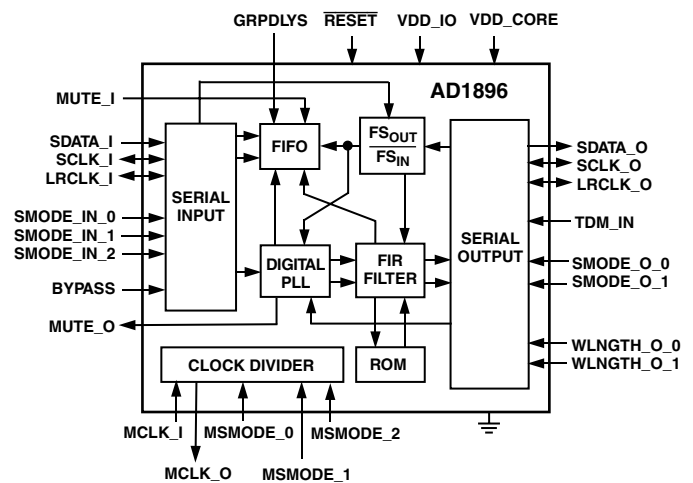 GRPDLYS RESET VDD_IO VDD_CORE
AD1896
MUTE_I
SDATA_I
SCLK_I
LRCLK_I
SMODE_IN_0
SMODE_IN_1
SMODE_IN_2
BYPASS
MUTE_O
SERIAL
INPUT
FIFO
FSOUT
FSIN
DIGITAL
PLL
FIR
FILTER
ROM
CLOCK DIVIDER
SERIAL
OUTPUT
SDATA_O
SCLK_O
LRCLK_O
TDM_IN
SMODE_O_0
SMODE_O_1
WLNGTH_O_0
WLNGTH_O_1
MCLK_I MSMODE_0 MSMODE_2
MCLK_O MSMODE_1